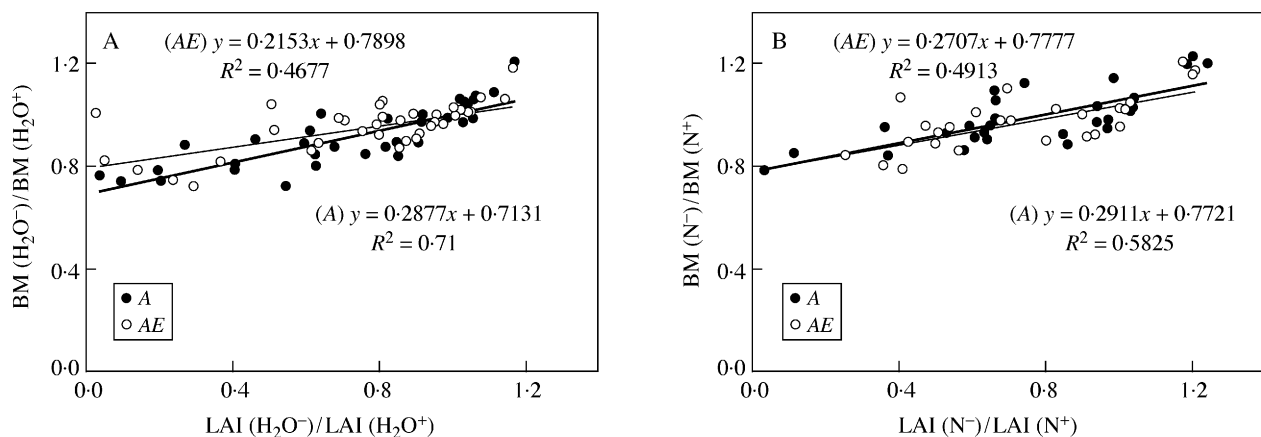 A
(AE) y = 0·2153x + 0·7898
R² = 0·4677
(A) y = 0·2877x + 0·7131
R² = 0·71
A
AE
1·2
0·8
0·4
0·0
0·0 0·4 0·8 1·2
BM (H₂O⁻)/BM (H₂O⁺)
LAI (H₂O⁻)/LAI (H₂O⁺)
B
(AE) y = 0·2707x + 0·7777
R² = 0·4913
(A) y = 0·2911x + 0·7721
R² = 0·5825
A
AE
1·2
0·8
0·4
0·0
0·0 0·4 0·8 1·2
BM (N⁻)/BM (N⁺)
LAI (N⁻)/LAI (N⁺)